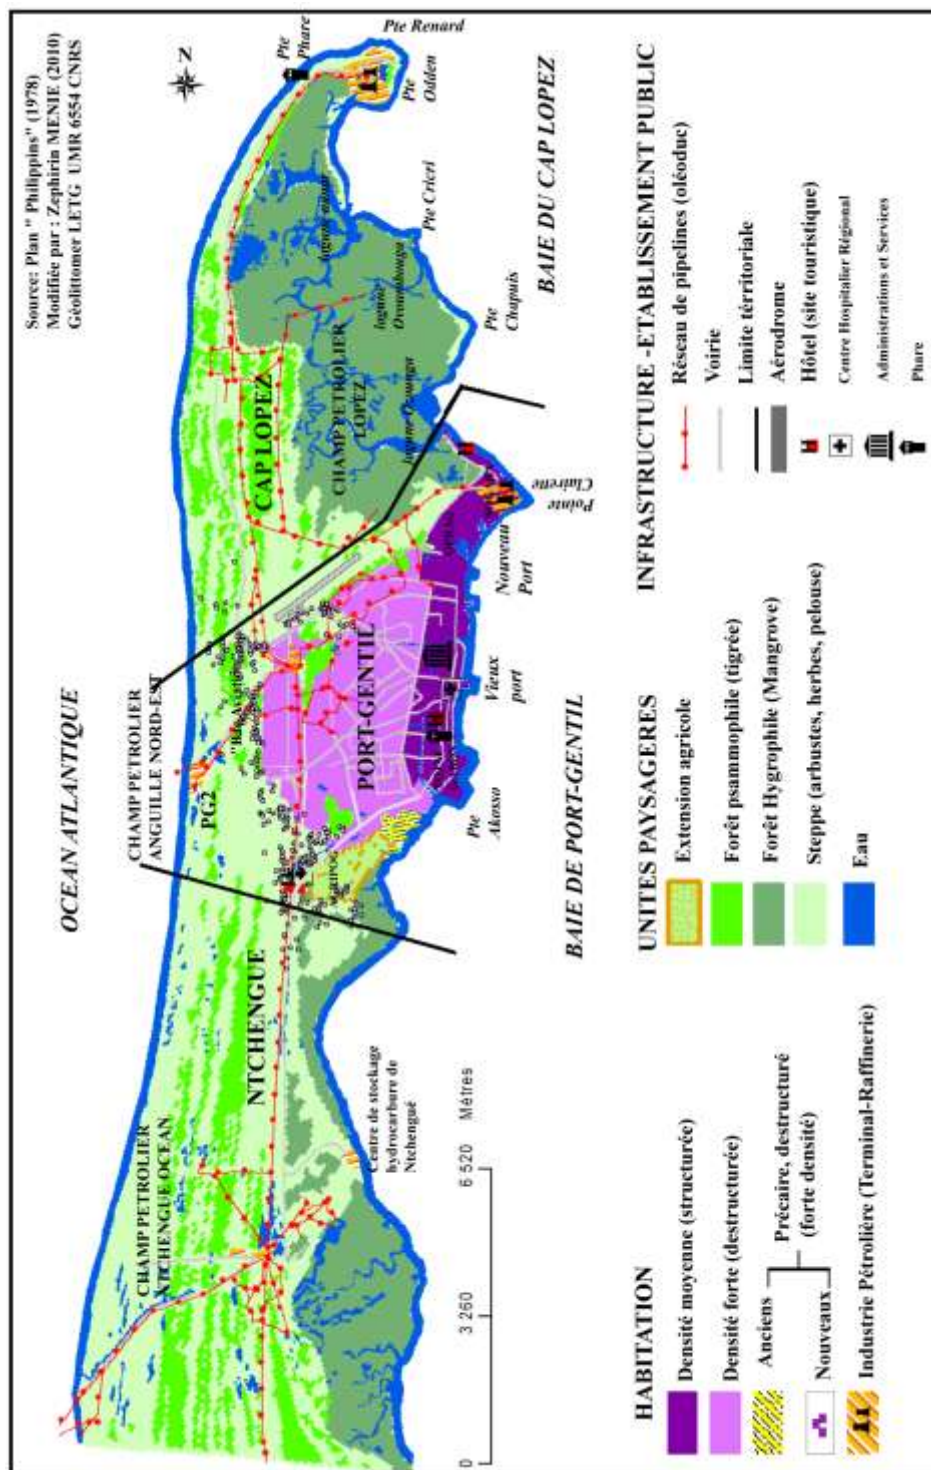 Source: Plan " Philippins" (1978)
Modifiée par : Zephirin MENIE (2010)
Géolittomer LETG UMR 6554 CNRS
N
OCEAN ATLANTIQUE
CHAMP PETROLIER
ANGUILLE NORD-EST
CHAMP PETROLIER
NTCHENGUE OCEAN
PG2
NTCHENGUE
PORT-GENTIL
CAP LOPEZ
CHAMP PETROLIER
LOPEZ
Pte
Phare
Pte Renard
Pte
Odden
Pte Cricri
Pte
Chapuis
Pointe
Clairette
Nouveau
Port
Vieux
port
Pte
Akosso
BAIE DU CAP LOPEZ
BAIE DE PORT-GENTIL
Centre de stockage
hydrocarbure de
Ntchengué
0 3 260 6 520 Mètres
HABITATION
Densité moyenne (structurée)
Densité forte (destructurée)
Anciens
Nouveaux
Précaire, destructuré
(forte densité)
Industrie Pétrolière (Terminal-Raffinerie)
UNITES PAYSAGERES
Extension agricole
Forêt psammophile (tigrée)
Forêt Hygrophile (Mangrove)
Steppe (arbustes, herbes, pelouse)
Eau
INFRASTRUCTURE -ETABLISSEMENT PUBLIC
Réseau de pipelines (oléoduc)
Voirie
Limite térritoriale
Aérodrome
Hôtel (site touristique)
Centre Hospitalier Régional
Administrations et Services
Phare